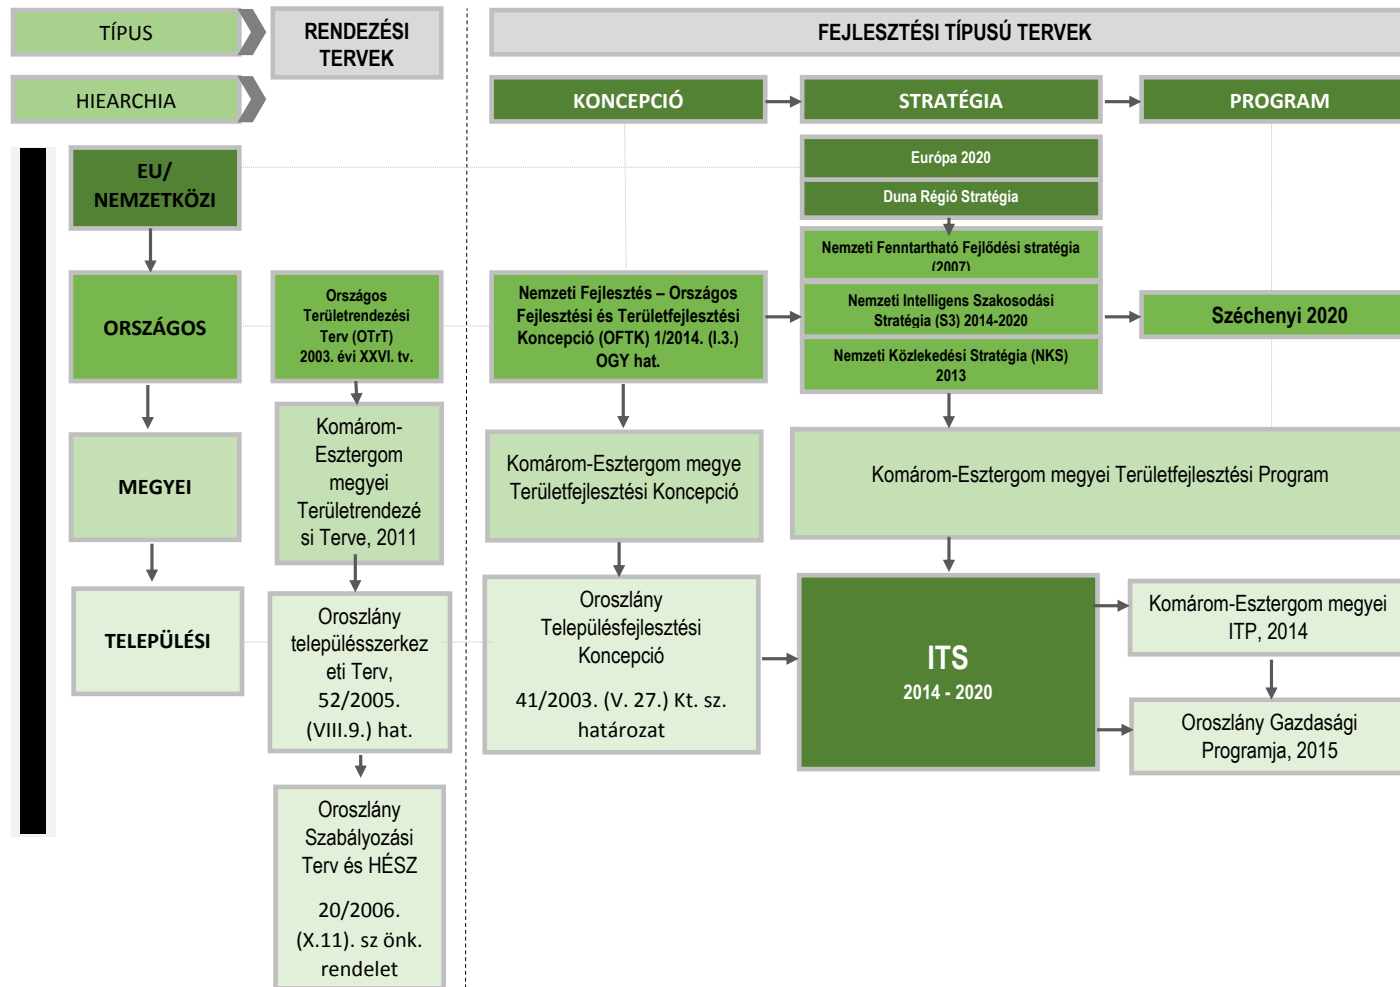 TÍPUS
RENDEZÉSI
TERVEK
FEJLESZTÉSI TÍPUSÚ TERVEK
HIEARCHIA
KONCEPCIÓ
STRATÉGIA
PROGRAM
EU/
NEMZETKÖZI
Európa 2020
Duna Régió Stratégia
Nemzeti Fenntartható Fejlődési stratégia
(2007)
ORSZÁGOS
Országos
Területrendezési
Terv (OTrT)
2003. évi XXVI. tv.
Nemzeti Fejlesztés – Országos
Fejlesztési és Területfejlesztési
Koncepció (OFTK) 1/2014. (I.3.)
OGY hat.
Nemzeti Intelligens Szakosodási
Stratégia (S3) 2014-2020
Nemzeti Közlekedési Stratégia (NKS)
2013
Széchenyi 2020
MEGYEI
Komárom-
Esztergom
megyei
Területrendezé
si Terve, 2011
Komárom-Esztergom megye
Területfejlesztési Koncepció
Komárom-Esztergom megyei Területfejlesztési Program
TELEPÜLÉSI
Oroszlány
településszerkez
eti Terv,
52/2005.
(VIII.9.) hat.
Oroszlány
Településfejlesztési
Koncepció
41/2003. (V. 27.) Kt. sz.
határozat
ITS
2014 - 2020
Komárom-Esztergom megyei
ITP, 2014
Oroszlány Gazdasági
Programja, 2015
Oroszlány
Szabályozási
Terv és HÉSZ
20/2006.
(X.11). sz önk.
rendelet